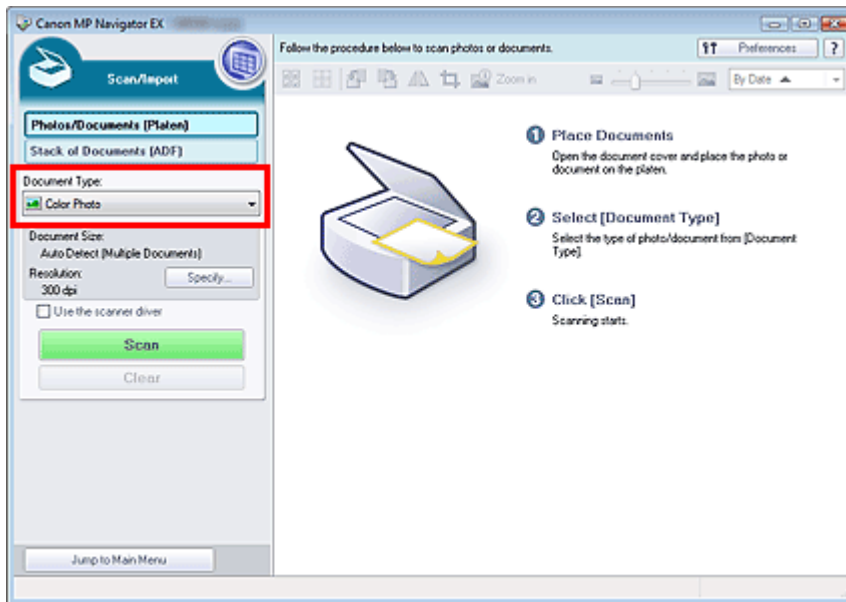 Canon MP Navigator EX
Scan/Import
Photos/Documents (Platen)
Stack of Documents (ADF)
Document Type:
Color Photo
Document Size:
Auto Detect (Multiple Documents)
Resolution:
300 dpi
Specify...
Use the scanner driver
Scan
Clear
Jump to Main Menu
Follow the procedure below to scan photos or documents.
Preferences
?
Zoom in
By Date
1 Place Documents
Open the document cover and place the photo or
document on the platen.
2 Select [Document Type]
Select the type of photo/document from [Document
Type].
3 Click [Scan]
Scanning starts.